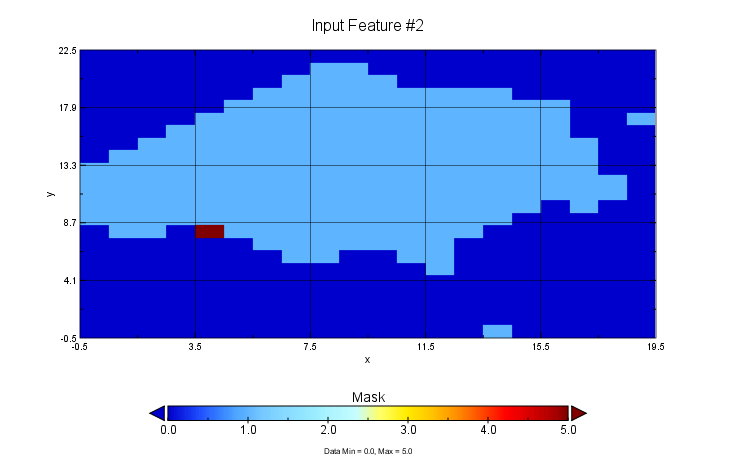 Input Feature #2
22.5
17.9
13.3
y
8.7
4.1
-0.5
-0.5 3.5 7.5 11.5 15.5 19.5
x
Mask
0.0 1.0 2.0 3.0 4.0 5.0
Data Min = 0.0, Max = 5.0